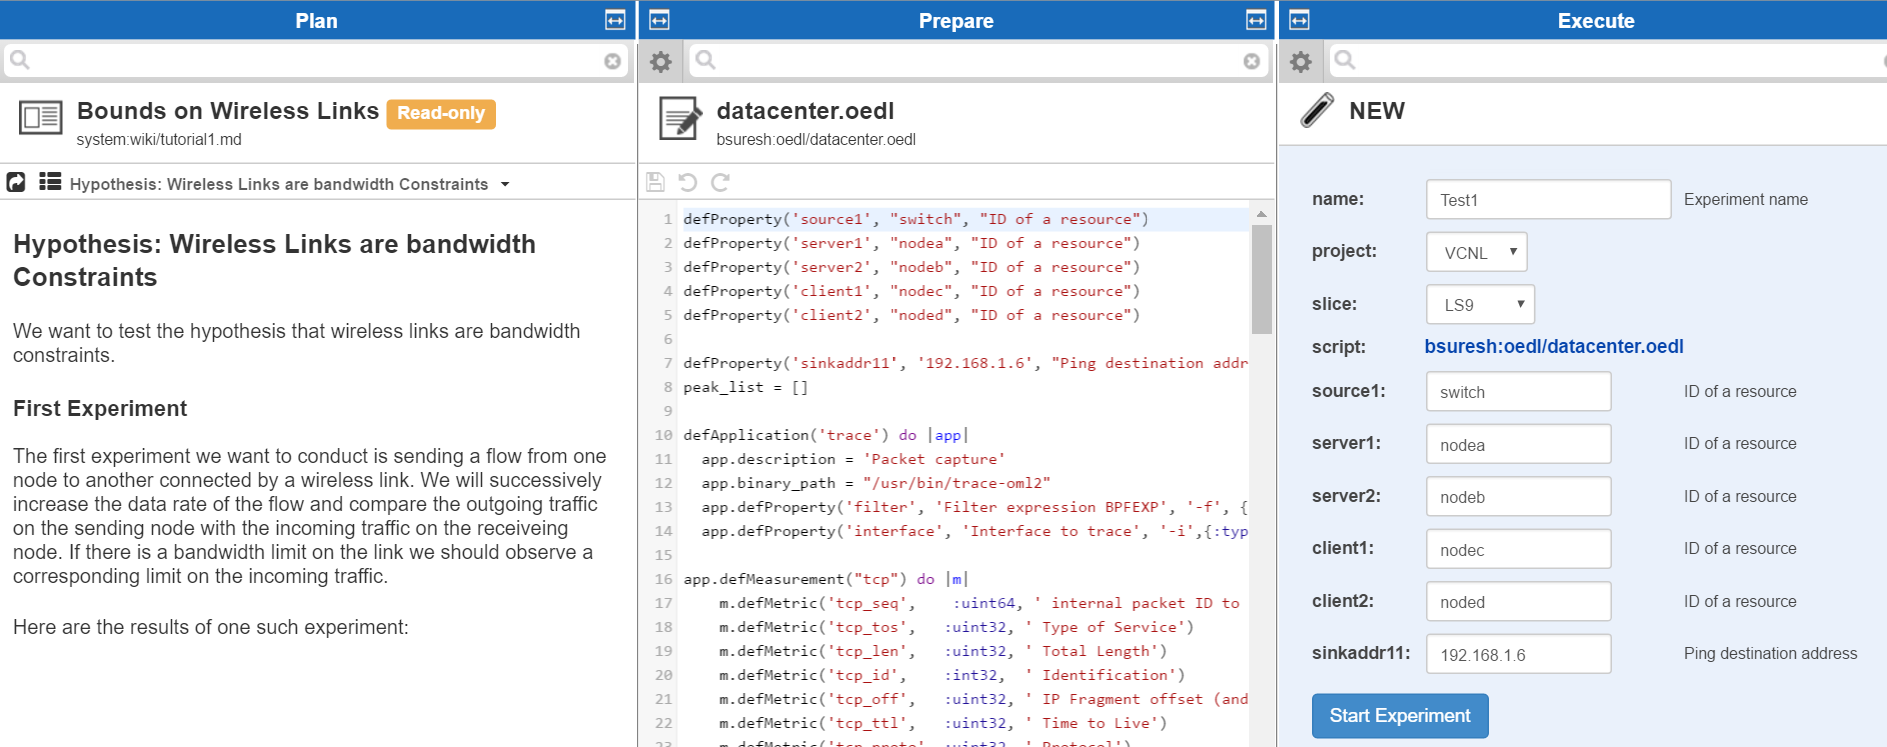 Plan
Bounds on Wireless Links Read-only
system:wiki/tutorial1.md
Hypothesis: Wireless Links are bandwidth Constraints
Hypothesis: Wireless Links are bandwidth
Constraints
We want to test the hypothesis that wireless links are bandwidth
constraints.
First Experiment
The first experiment we want to conduct is sending a flow from one
node to another connected by a wireless link. We will successively
increase the data rate of the flow and compare the outgoing traffic
on the sending node with the incoming traffic on the receiveing
node. If there is a bandwidth limit on the link we should observe a
corresponding limit on the incoming traffic.
Here are the results of one such experiment:
Prepare
datacenter.oedl
bsuresh:oedl/datacenter.oedl
1 defProperty('source1', "switch", "ID of a resource")
2 defProperty('server1', "nodea", "ID of a resource")
3 defProperty('server2', "nodeb", "ID of a resource")
4 defProperty('client1', "nodec", "ID of a resource")
5 defProperty('client2', "noded", "ID of a resource")
6
7 defProperty('sinkaddr11', '192.168.1.6', "Ping destination addr
8 peak_list = []
9
10 defApplication('trace') do |app|
11 app.description = 'Packet capture'
12 app.binary_path = "/usr/bin/trace-oml2"
13 app.defProperty('filter', 'Filter expression BPFEXP', '-f', {
14 app.defProperty('interface', 'Interface to trace', '-i',{:typ
15
16 app.defMeasurement("tcp") do |m|
17 m.defMetric('tcp_seq', :uint64, ' internal packet ID to
18 m.defMetric('tcp_tos', :uint32, ' Type of Service')
19 m.defMetric('tcp_len', :uint32, ' Total Length')
20 m.defMetric('tcp_id', :int32, ' Identification')
21 m.defMetric('tcp_off', :uint32, ' IP Fragment offset (and
22 m.defMetric('tcp_ttl', :uint32, ' Time to Live')
23 m.defMetric('tcp_proto' :uint32, ' Protocol')
Execute
NEW
name: Test1 Experiment name
project: VCNL
slice: LS9
script: bsuresh:oedl/datacenter.oedl
source1: switch ID of a resource
server1: nodea ID of a resource
server2: nodeb ID of a resource
client1: nodec ID of a resource
client2: noded ID of a resource
sinkaddr11: 192.168.1.6 Ping destination address
Start Experiment